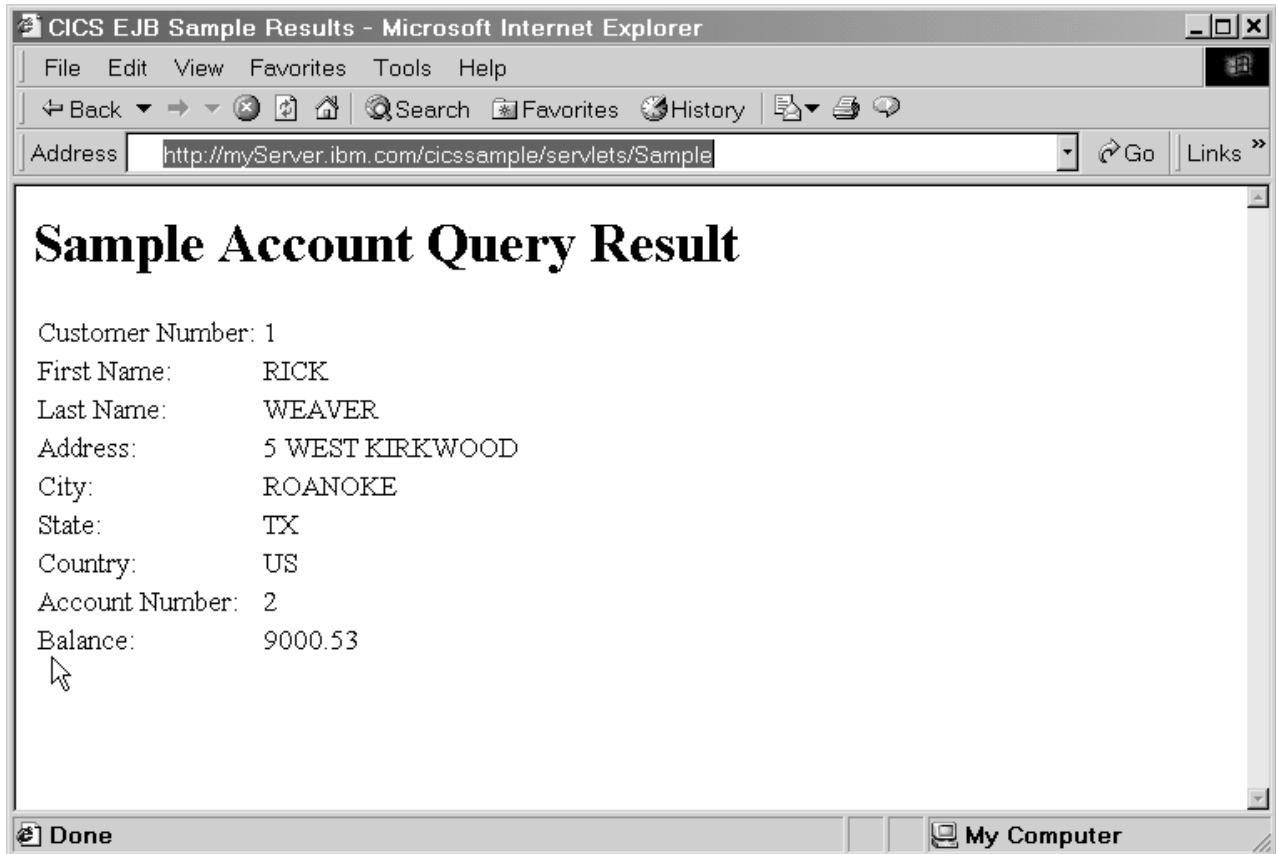 CICS EJB Sample Results - Microsoft Internet Explorer
File Edit View Favorites Tools Help
Back Search Favorites History
Address http://myServer.ibm.com/cicssample/servlets/Sample Go Links »
Sample Account Query Result
Customer Number: 1
First Name: RICK
Last Name: WEAVER
Address: 5 WEST KIRKWOOD
City: ROANOKE
State: TX
Country: US
Account Number: 2
Balance: 9000.53
Done My Computer